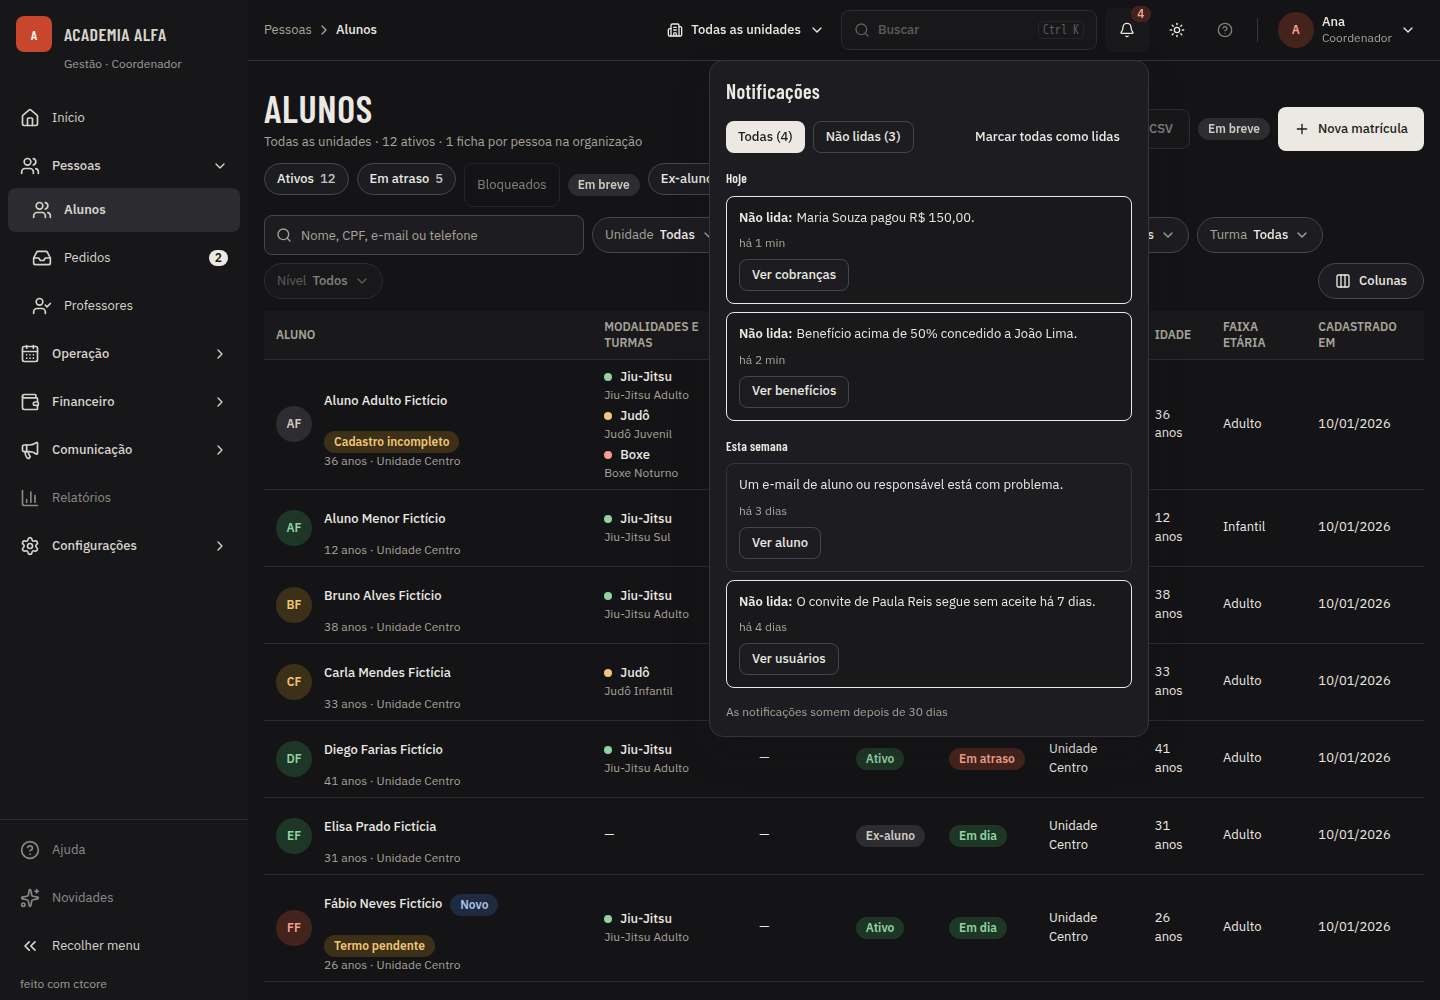 A
ACADEMIA ALFA
Gestão · Coordenador
Início
Pessoas
Alunos
Pedidos 2
Professores
Operação
Financeiro
Comunicação
Relatórios
Configurações
Ajuda
Novidades
Recolher menu
feito com ctcore
Pessoas > Alunos
Todas as unidades
Buscar Ctrl K
4
A
Ana
Coordenador
ALUNOS
Todas as unidades · 12 ativos · 1 ficha por pessoa na organização
CSV Em breve
+ Nova matrícula
Ativos 12
Em atraso 5
Bloqueados Em breve
Nome, CPF, e-mail ou telefone
Unidade Todas
Turma Todas
Nível Todos
Colunas
Notificações
Todas (4) Não lidas (3) Marcar todas como lidas
Hoje
Não lida: Maria Souza pagou R$ 150,00.
há 1 min
Ver cobranças
Não lida: Benefício acima de 50% concedido a João Lima.
há 2 min
Ver benefícios
Esta semana
Um e-mail de aluno ou responsável está com problema.
há 3 dias
Ver aluno
Não lida: O convite de Paula Reis segue sem aceite há 7 dias.
há 4 dias
Ver usuários
As notificações somem depois de 30 dias
ALUNO MODALIDADES E TURMAS IDADE FAIXA ETÁRIA CADASTRADO EM
AF Aluno Adulto Fictício
Cadastro incompleto
36 anos · Unidade Centro
Jiu-Jitsu
Jiu-Jitsu Adulto
Judô
Judô Juvenil
Boxe
Boxe Noturno
36 anos Adulto 10/01/2026
AF Aluno Menor Fictício
12 anos · Unidade Centro
Jiu-Jitsu
Jiu-Jitsu Sul
12 anos Infantil 10/01/2026
BF Bruno Alves Fictício
38 anos · Unidade Centro
Jiu-Jitsu
Jiu-Jitsu Adulto
38 anos Adulto 10/01/2026
CF Carla Mendes Fictícia
33 anos · Unidade Centro
Judô
Judô Infantil
33 anos Adulto 10/01/2026
DF Diego Farias Fictício
41 anos · Unidade Centro
Jiu-Jitsu
Jiu-Jitsu Adulto
— Ativo Em atraso Unidade Centro 41 anos Adulto 10/01/2026
EF Elisa Prado Fictícia
31 anos · Unidade Centro
— — Ex-aluno Em dia Unidade Centro 31 anos Adulto 10/01/2026
FF Fábio Neves Fictício Novo
Termo pendente
26 anos · Unidade Centro
Jiu-Jitsu
Jiu-Jitsu Adulto
— Ativo Em dia Unidade Centro 26 anos Adulto 10/01/2026